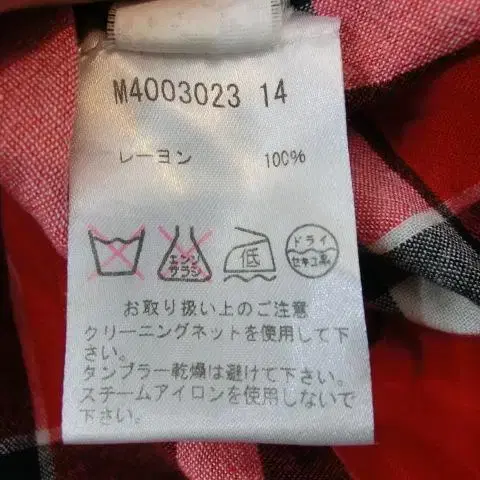 M4003023 14
レーヨン 100%
エンソ
サラシ
低
ドライ
セキユ系
お取り扱い上のご注意
クリーニングネットを使用して下
さい。
タンブラー乾燥は避けて下さい。
スチームアイロンを使用しないで
下さい。